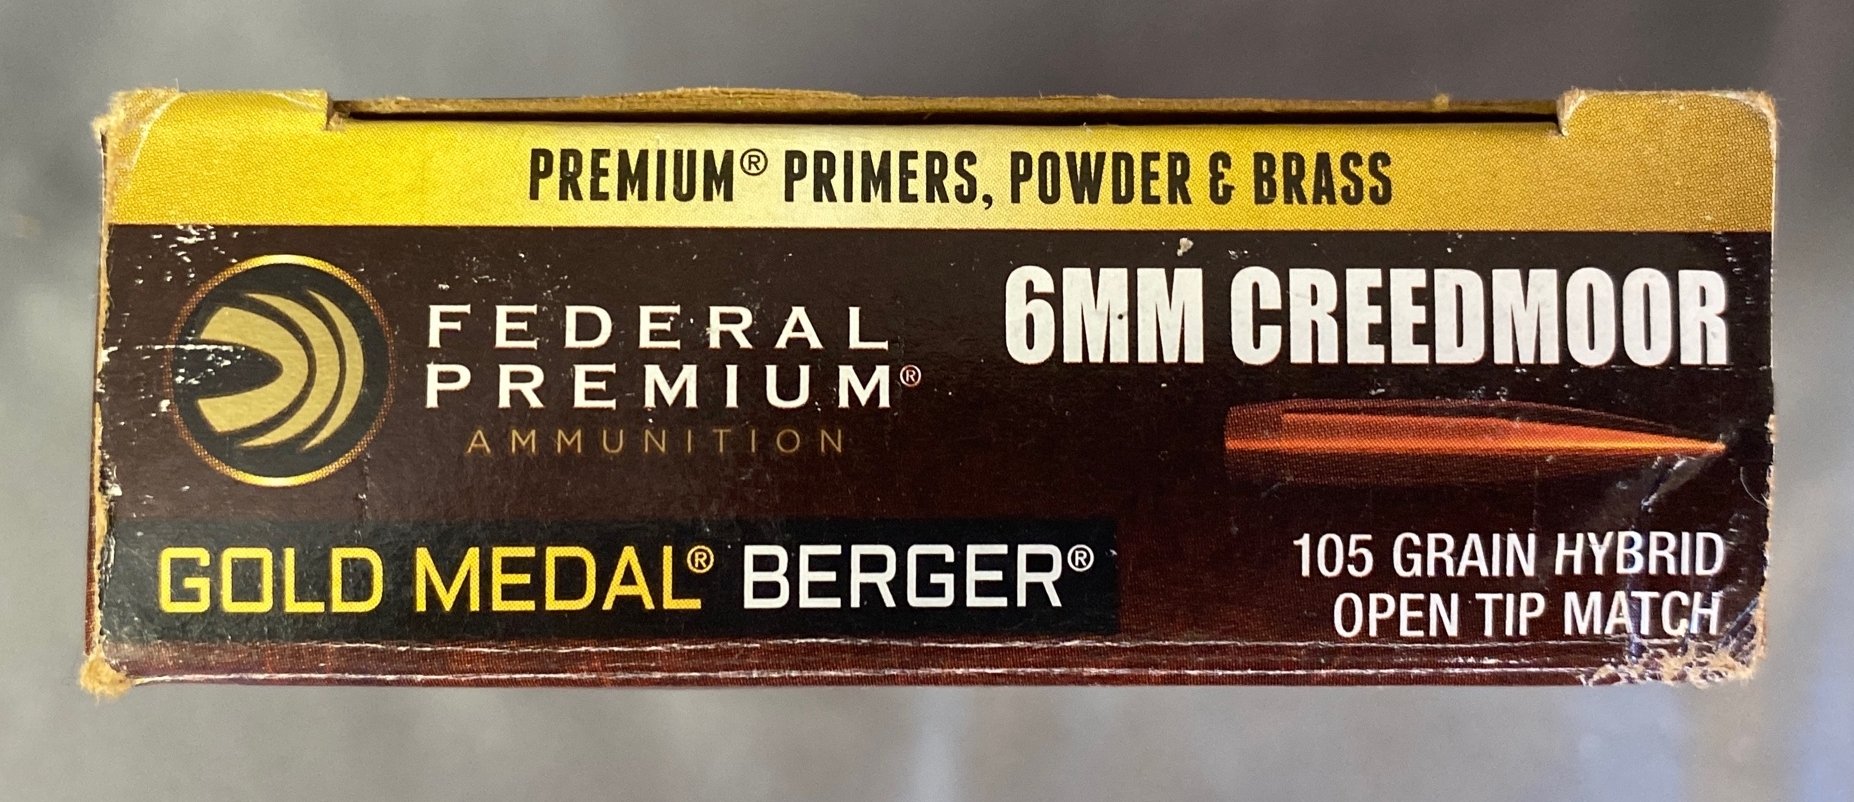 PREMIUM® PRIMERS, POWDER & BRASS
FEDERAL
PREMIUM®
AMMUNITION
6MM CREEDMOOR
GOLD MEDAL® BERGER®
105 GRAIN HYBRID
OPEN TIP MATCH